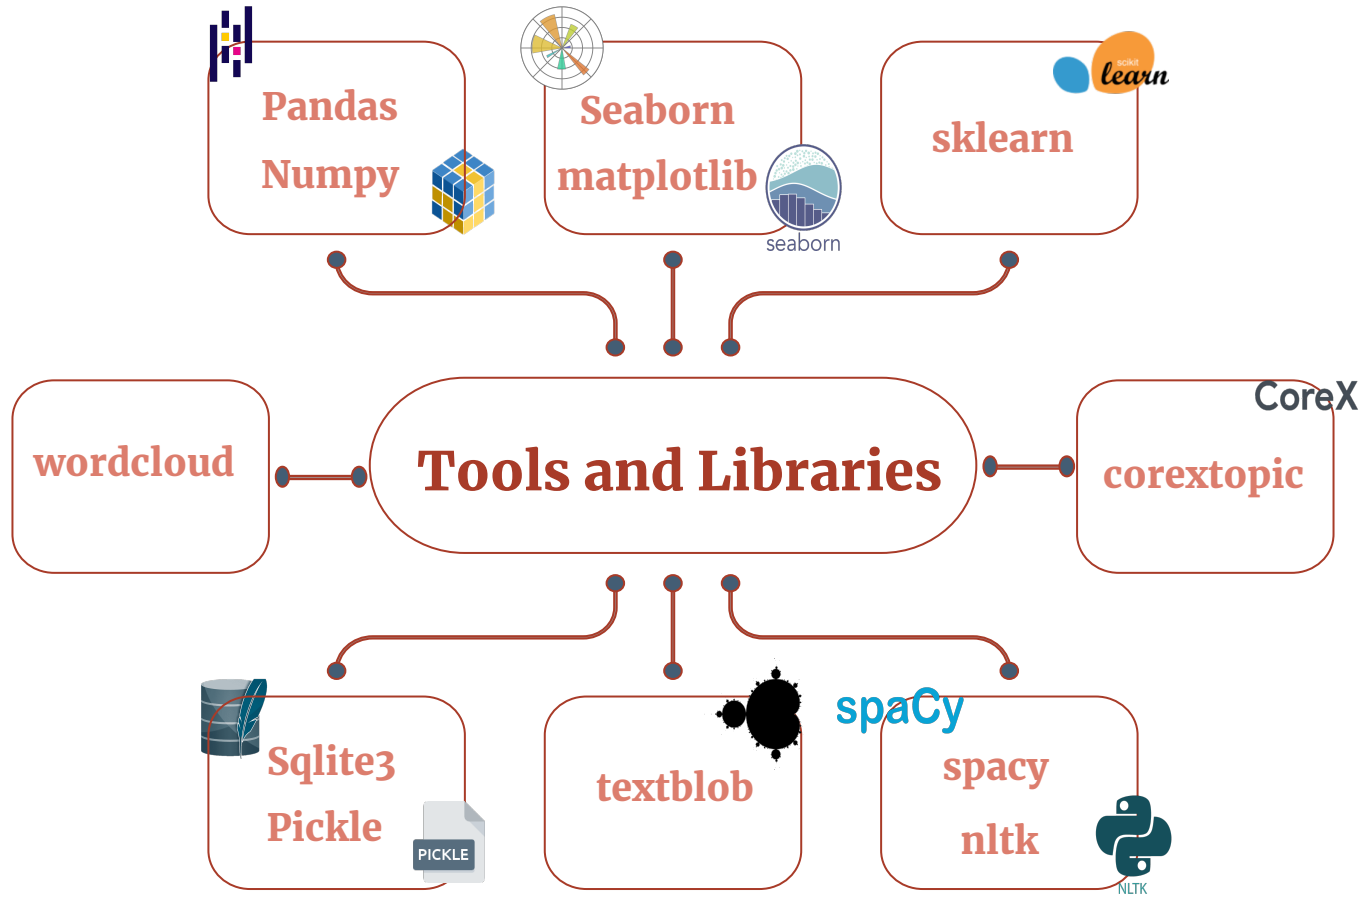 Pandas
Numpy
Seaborn
matplotlib
seaborn
scikit
learn
sklearn
wordcloud
Tools and Libraries
CoreX
corextopic
Sqlite3
Pickle
PICKLE
textblob
spaCy
spacy
nltk
NLTK